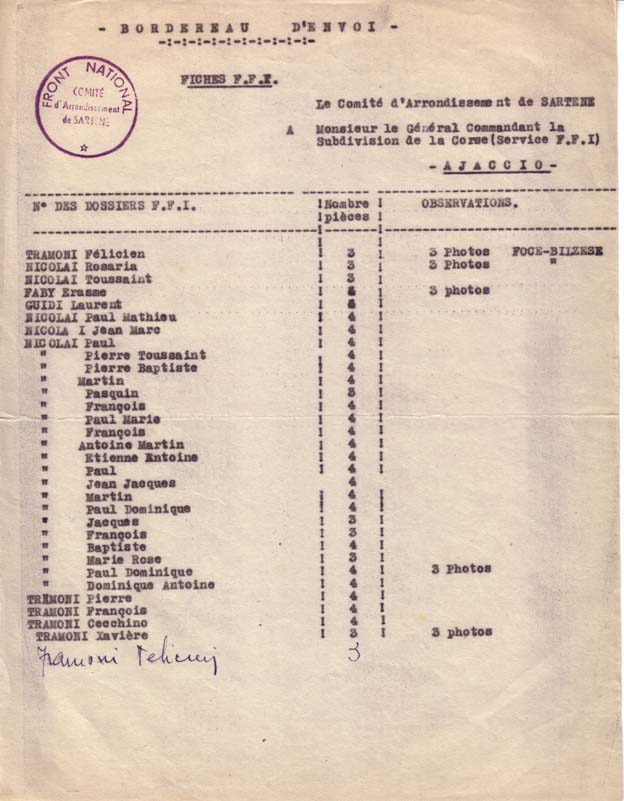 - BORDEREAU D'ENVOI -
-:-:-:-:-:-:-:-:-:-
FRONT NATIONAL
COMITÉ
d'Arrondissement
de SARTENE
FICHES F.F.I.
Le Comité d'Arrondissement de SARTENE
A Monsieur le Général Commandant la
Subdivision de la Corse(Service F.F.I)
- AJACCIO -
N° DES DOSSIERS F.F.I. Nombre pièces OBSERVATIONS.
TRAMONI Félicien 3 3 Photos FOCE-BILZESE
NICOLAI Rosaria 3 3 Photos "
NICOLAI Toussaint 3
FABY Erasme 3 photos
GUIDI Laurent
NICOLAI Paul Mathieu 4
NICOLA I Jean Marc 4
NICOLAI Paul 4
" Pierre Toussaint 4
" Pierre Baptiste 4
" Martin 4
" Pasquin 3
" François 4
" Paul Marie 4
" François 4
" Antoine Martin 4
" Etienne Antoine 4
" Paul 4
" Jean Jacques 4
" Martin 4
" Paul Dominique 4
" Jacques 3
" François 3
" Baptiste 4
" Marie Rose 3
" Paul Dominique 4 3 Photos
" Dominique Antoine 4
TRAMONI Pierre 4
TRAMONI François 4
TRAMONI Cecchino 4
TRAMONI Xavière 3 3 photos
Tramoni Felicien 3